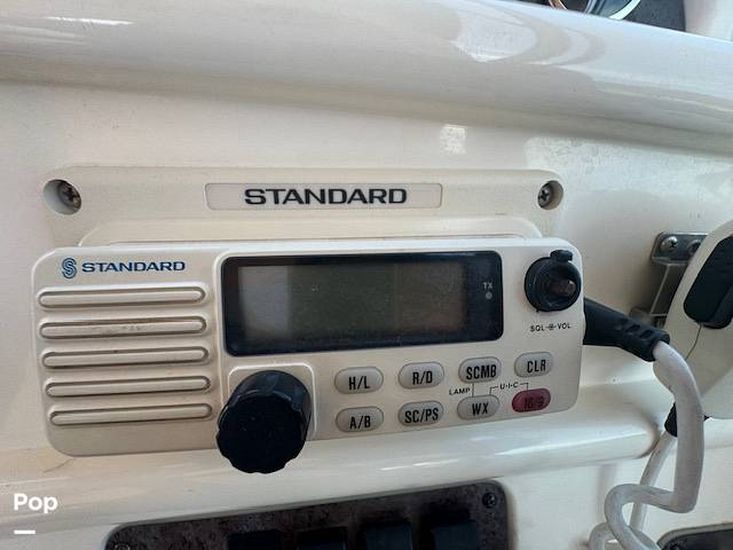 STANDARD
STANDARD
TX
SQL VOL
H/L R/D SCMB CLR
LAMP U·I·C
A/B SC/PS WX 16/9
Pop